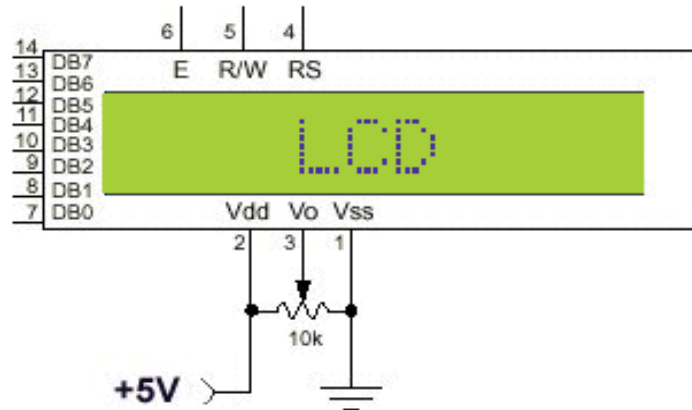 6 5 4
14 DB7 E R/W RS
13 DB6
12 DB5
11 DB4
10 DB3
9 DB2
8 DB1
7 DB0
LCD
Vdd Vo Vss
2 3 1
10k
+5V